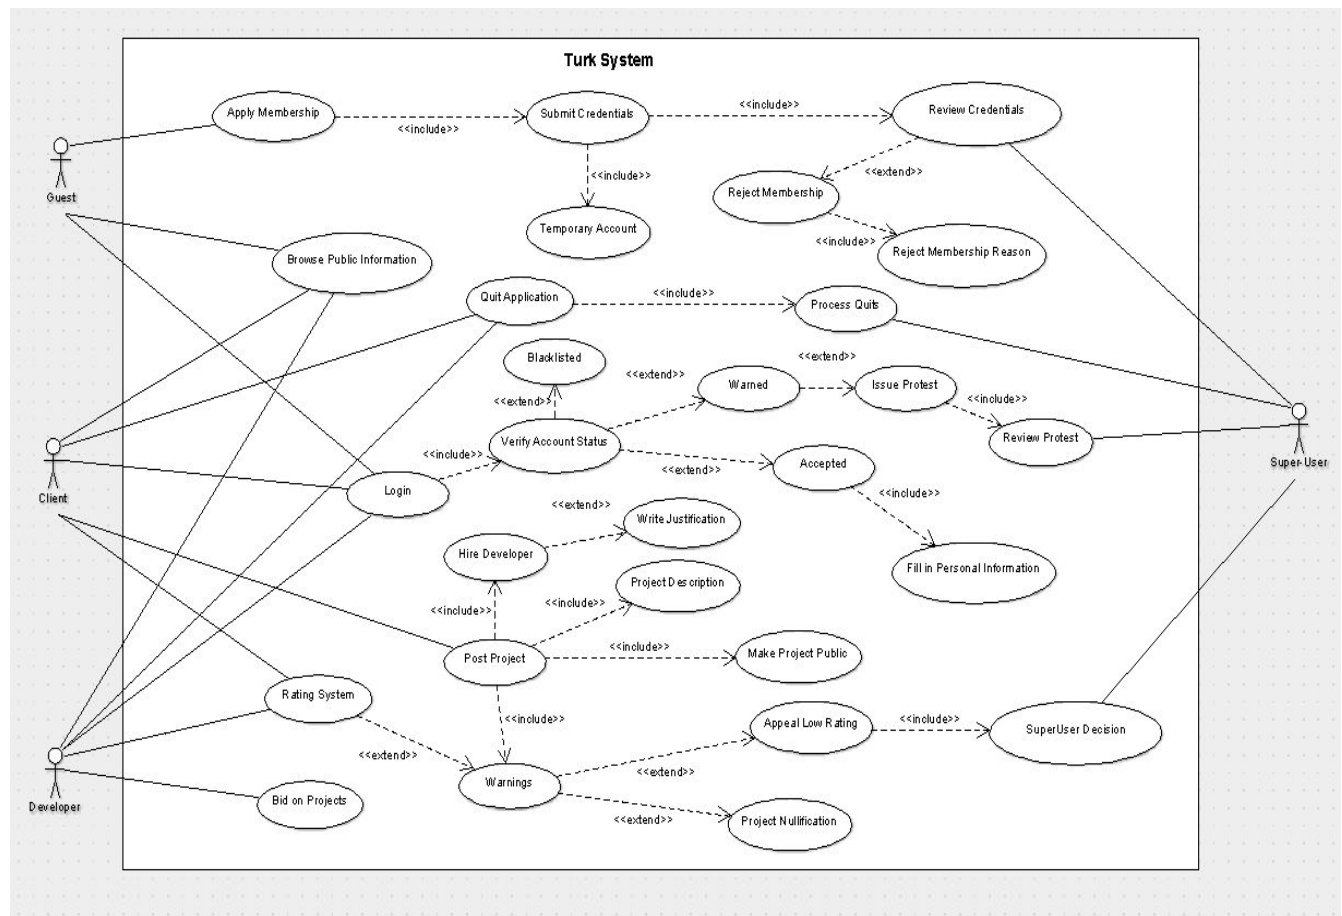 Turk System
Apply Membership
<<include>>
Submit Credentials
<<include>>
Review Credentials
<<include>>
<<extend>>
Guest
Reject Membership
Temporary Account
<<include>>
Reject Membership Reason
Browse Public Information
Quit Application
<<include>>
Process Quits
Blacklisted
<<extend>>
<<extend>>
Warned
<<extend>>
Issue Protest
<<include>>
Review Protest
Verify Account Status
<<include>>
<<extend>>
Accepted
<<include>>
Super-User
Client
Login
<<extend>>
Write Justification
Hire Developer
Fill in Personal Information
Project Description
<<include>>
<<include>>
<<include>>
Post Project
Make Project Public
Rating System
<<include>>
Appeal Low Rating
<<include>>
SuperUser Decision
<<extend>>
Warnings
<<extend>>
Developer
Bid on Projects
<<extend>>
Project Nullification